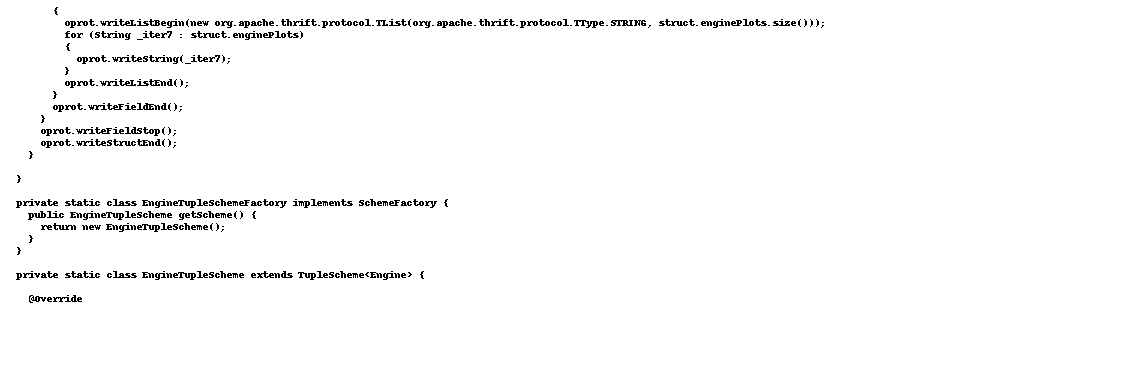 {
oprot.writeListBegin(new org.apache.thrift.protocol.TList(org.apache.thrift.protocol.TType.STRING, struct.enginePlots.size()));
for (String _iter7 : struct.enginePlots)
{
oprot.writeString(_iter7);
}
oprot.writeListEnd();
}
oprot.writeFieldEnd();
}
oprot.writeFieldStop();
oprot.writeStructEnd();
}
}
private static class EngineTupleSchemeFactory implements SchemeFactory {
public EngineTupleScheme getScheme() {
return new EngineTupleScheme();
}
}
private static class EngineTupleScheme extends TupleScheme<Engine> {
@Override